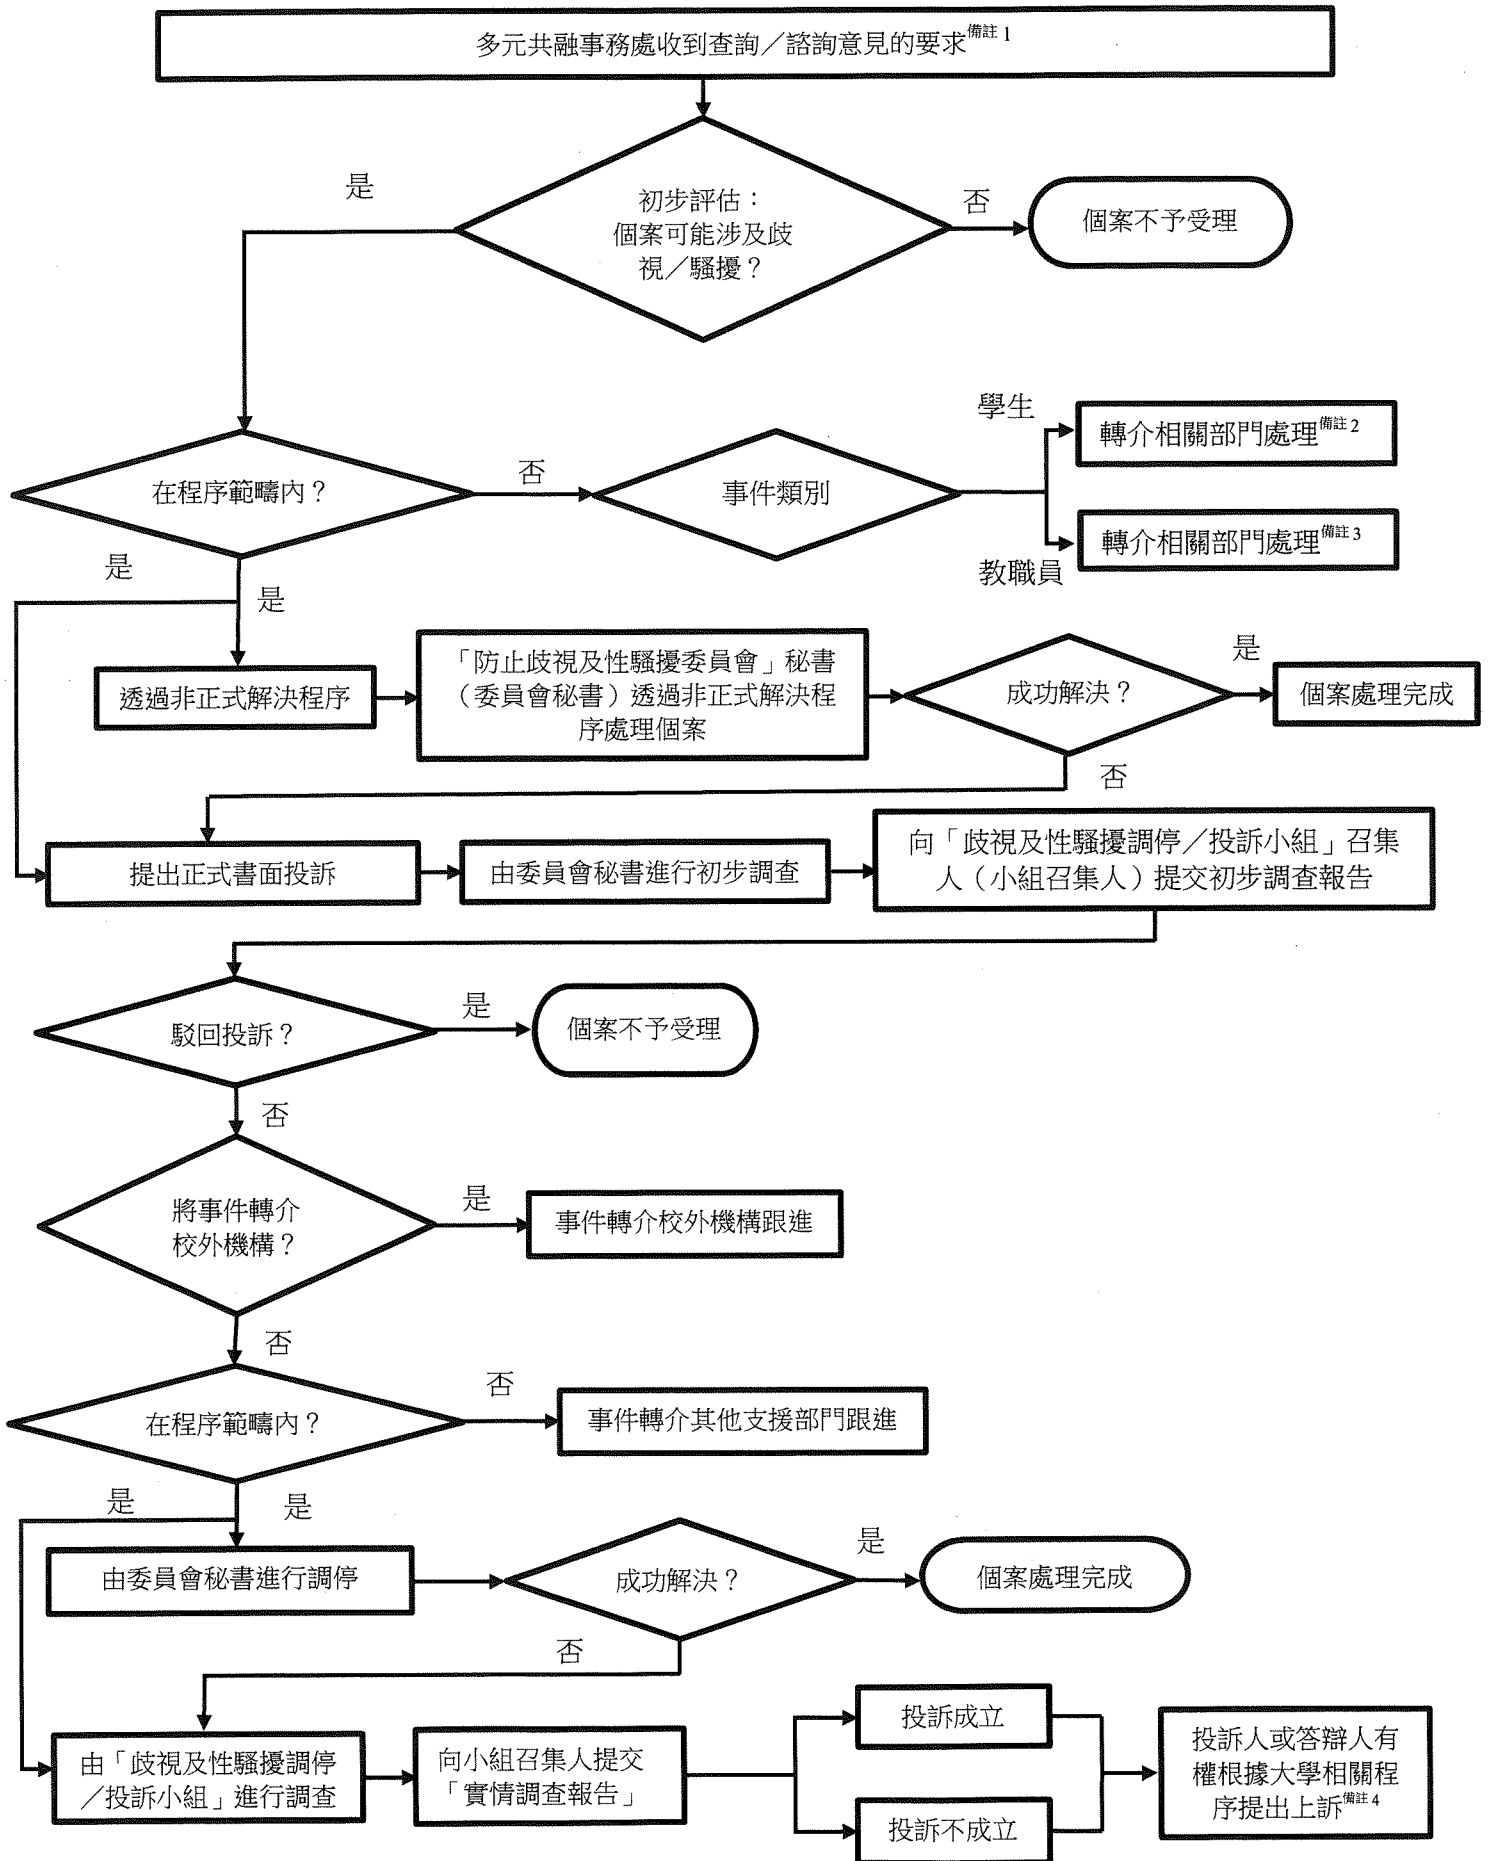 多元共融事務處收到查詢／諮詢意見的要求備註 1
是
初步評估：
個案可能涉及歧
視／騷擾？
否
個案不予受理
在程序範疇內？
否
事件類別
學生
轉介相關部門處理備註 2
轉介相關部門處理備註 3
教職員
是
是
透過非正式解決程序
「防止歧視及性騷擾委員會」秘書
（委員會秘書）透過非正式解決程
序處理個案
成功解決？
是
個案處理完成
否
提出正式書面投訴
由委員會秘書進行初步調查
向「歧視及性騷擾調停／投訴小組」召集
人（小組召集人）提交初步調查報告
駁回投訴？
是
個案不予受理
否
將事件轉介
校外機構？
是
事件轉介校外機構跟進
否
在程序範疇內？
否
事件轉介其他支援部門跟進
是
是
由委員會秘書進行調停
成功解決？
是
個案處理完成
否
由「歧視及性騷擾調停
／投訴小組」進行調查
向小組召集人提交
「實情調查報告」
投訴成立
投訴不成立
投訴人或答辯人有
權根據大學相關程
序提出上訴備註 4